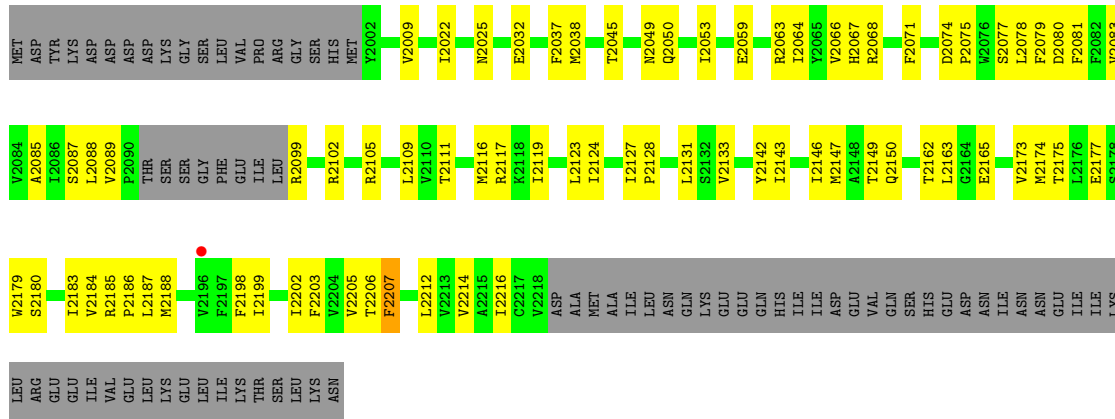 MET ASP TYR LYS ASP ASP ASP ASP LYS GLY SER LEU VAL PRO ARG GLY SER HIS MET Y2002 V2009 I2022 N2025 E2032 F2037 M2038 T2045 N2049 Q2050 I2053 E2059 R2063 I2064 Y2065 V2066 H2067 R2068 F2071 D2074 P2075 W2076 S2077 L2078 F2079 D2080 F2081 F2082 V2083
V2084 A2085 I2086 S2087 L2088 V2089 P2090 THR SER SER GLY PHE GLU ILE LEU R2099 R2102 R2105 L2109 V2110 T2111 M2116 R2117 K2118 I2119 L2123 I2124 I2127 P2128 L2131 S2132 V2133 Y2142 I2143 I2146 M2147 A2148 T2149 Q2150 T2162 L2163 G2164 E2165 V2173 M2174 T2175 L2176 E2177 S2178
W2179 S2180 I2183 V2184 R2185 P2186 L2187 M2188 V2196 F2197 F2198 I2199 I2202 F2203 V2204 V2205 T2206 F2207 L2212 V2213 V2214 A2215 I2216 C2217 V2218 ASP ALA MET ALA ILE LEU ASN GLN LYS GLU GLU GLN HIS ILE ILE ASP GLU VAL GLN SER HIS GLU ASP ASN ILE ASN ASN GLU ILE ILE LYS
LEU ARG GLU GLU ILE VAL GLU LEU LYS GLU LEU ILE LYS THR SER LEU LYS ASN